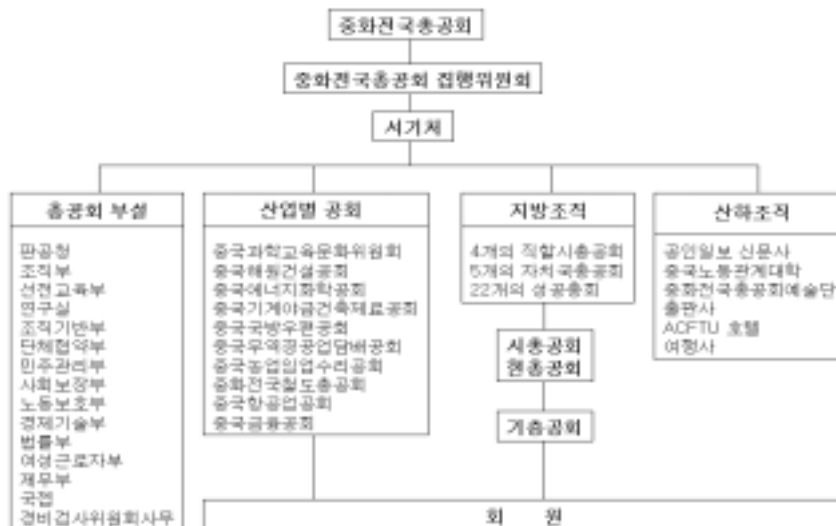 중화전국총공회
중화전국총공회 집행위원회
서기처
총공회 부설
판공청
조직부
선전교육부
연구실
조직기반부
단체협약부
민주관리부
사회보장부
노동보호부
경제기술부
법률부
여성근로자부
재무부
국제
경비검사위원회사무
산업별 공회
중국과학교육문화위원회
중국해원건설공회
중국에너지화학공회
중국기계야금건축재료공회
중국국방우편공회
중국무역경공업담배공회
중국농업임업수리공회
중화전국철도총공회
중국항공업공회
중국금융공회
지방조직
4개의 직할시총공회
5개의 자치국총공회
22개의 성공총회
시총공회
현총공회
기층공회
산하조직
공인일보 신문사
중국노동관계대학
중화전국총공회예술단
출판사
ACFTU 호텔
여행사
회 원